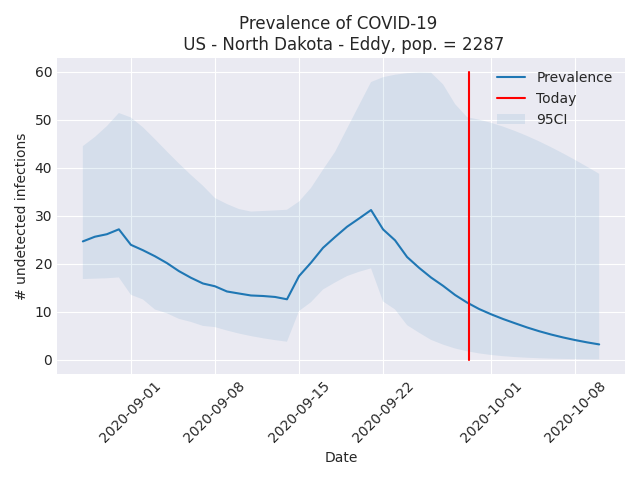 Prevalence of COVID-19
US - North Dakota - Eddy, pop. = 2287
60
50
40
30
20
10
0
# undetected infections
Prevalence
Today
95CI
2020-09-01
2020-09-08
2020-09-15
2020-09-22
2020-10-01
2020-10-08
Date